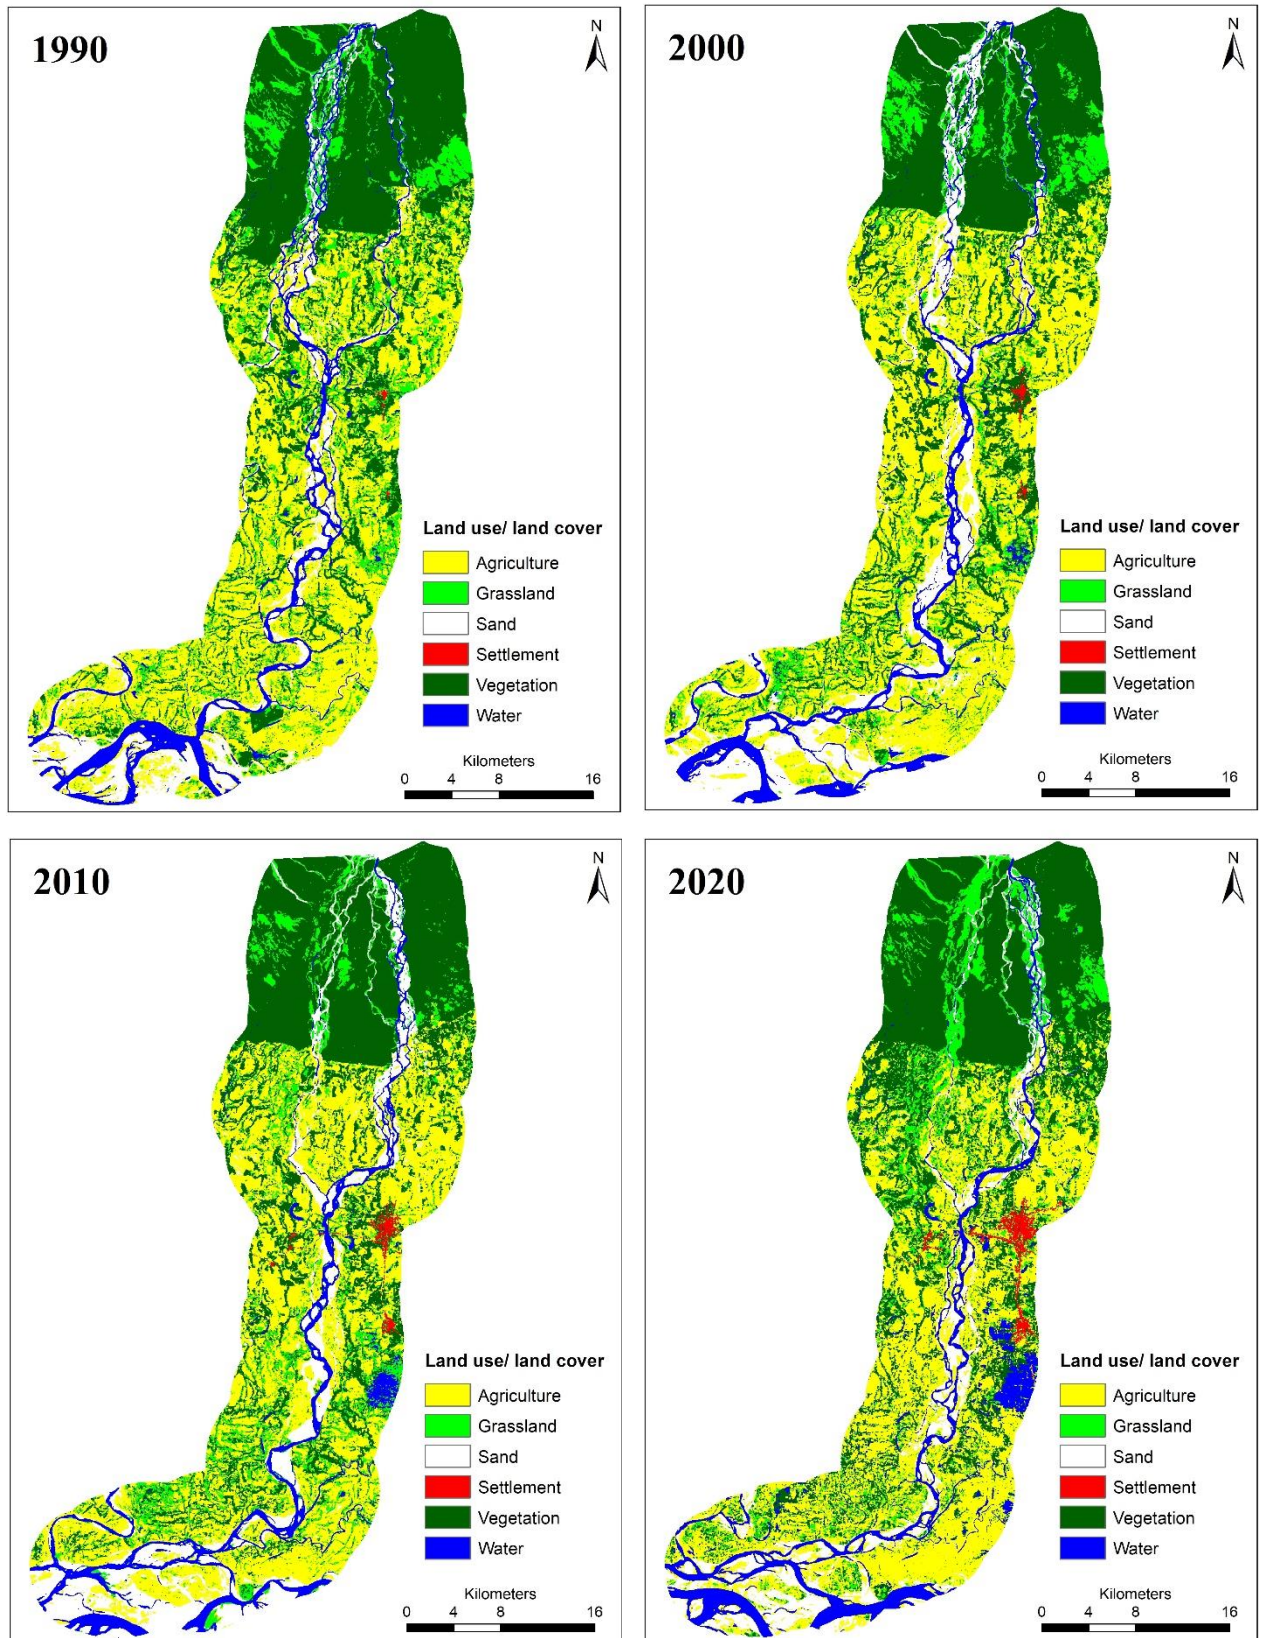 1990
N
Land use/ land cover
Agriculture
Grassland
Sand
Settlement
Vegetation
Water
Kilometers
0 4 8 16
2000
N
Land use/ land cover
Agriculture
Grassland
Sand
Settlement
Vegetation
Water
Kilometers
0 4 8 16
2010
N
Land use/ land cover
Agriculture
Grassland
Sand
Settlement
Vegetation
Water
Kilometers
0 4 8 16
2020
N
Land use/ land cover
Agriculture
Grassland
Sand
Settlement
Vegetation
Water
Kilometers
0 4 8 16